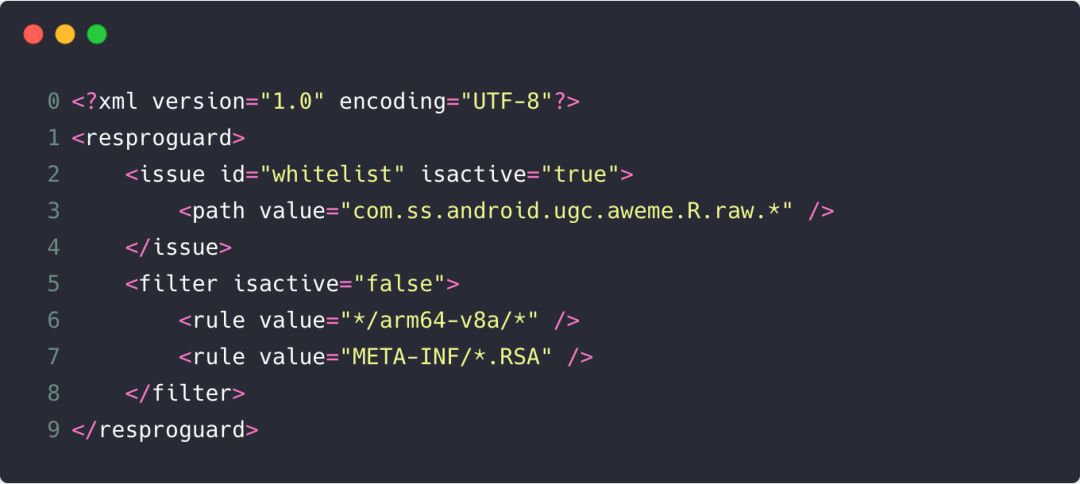 0 <?xml version="1.0" encoding="UTF-8"?>
1 <resproguard>
2     <issue id="whitelist" isactive="true">
3         <path value="com.ss.android.ugc.aweme.R.raw.*" />
4     </issue>
5     <filter isactive="false">
6         <rule value="*/arm64-v8a/*" />
7         <rule value="META-INF/*.RSA" />
8     </filter>
9 </resproguard>